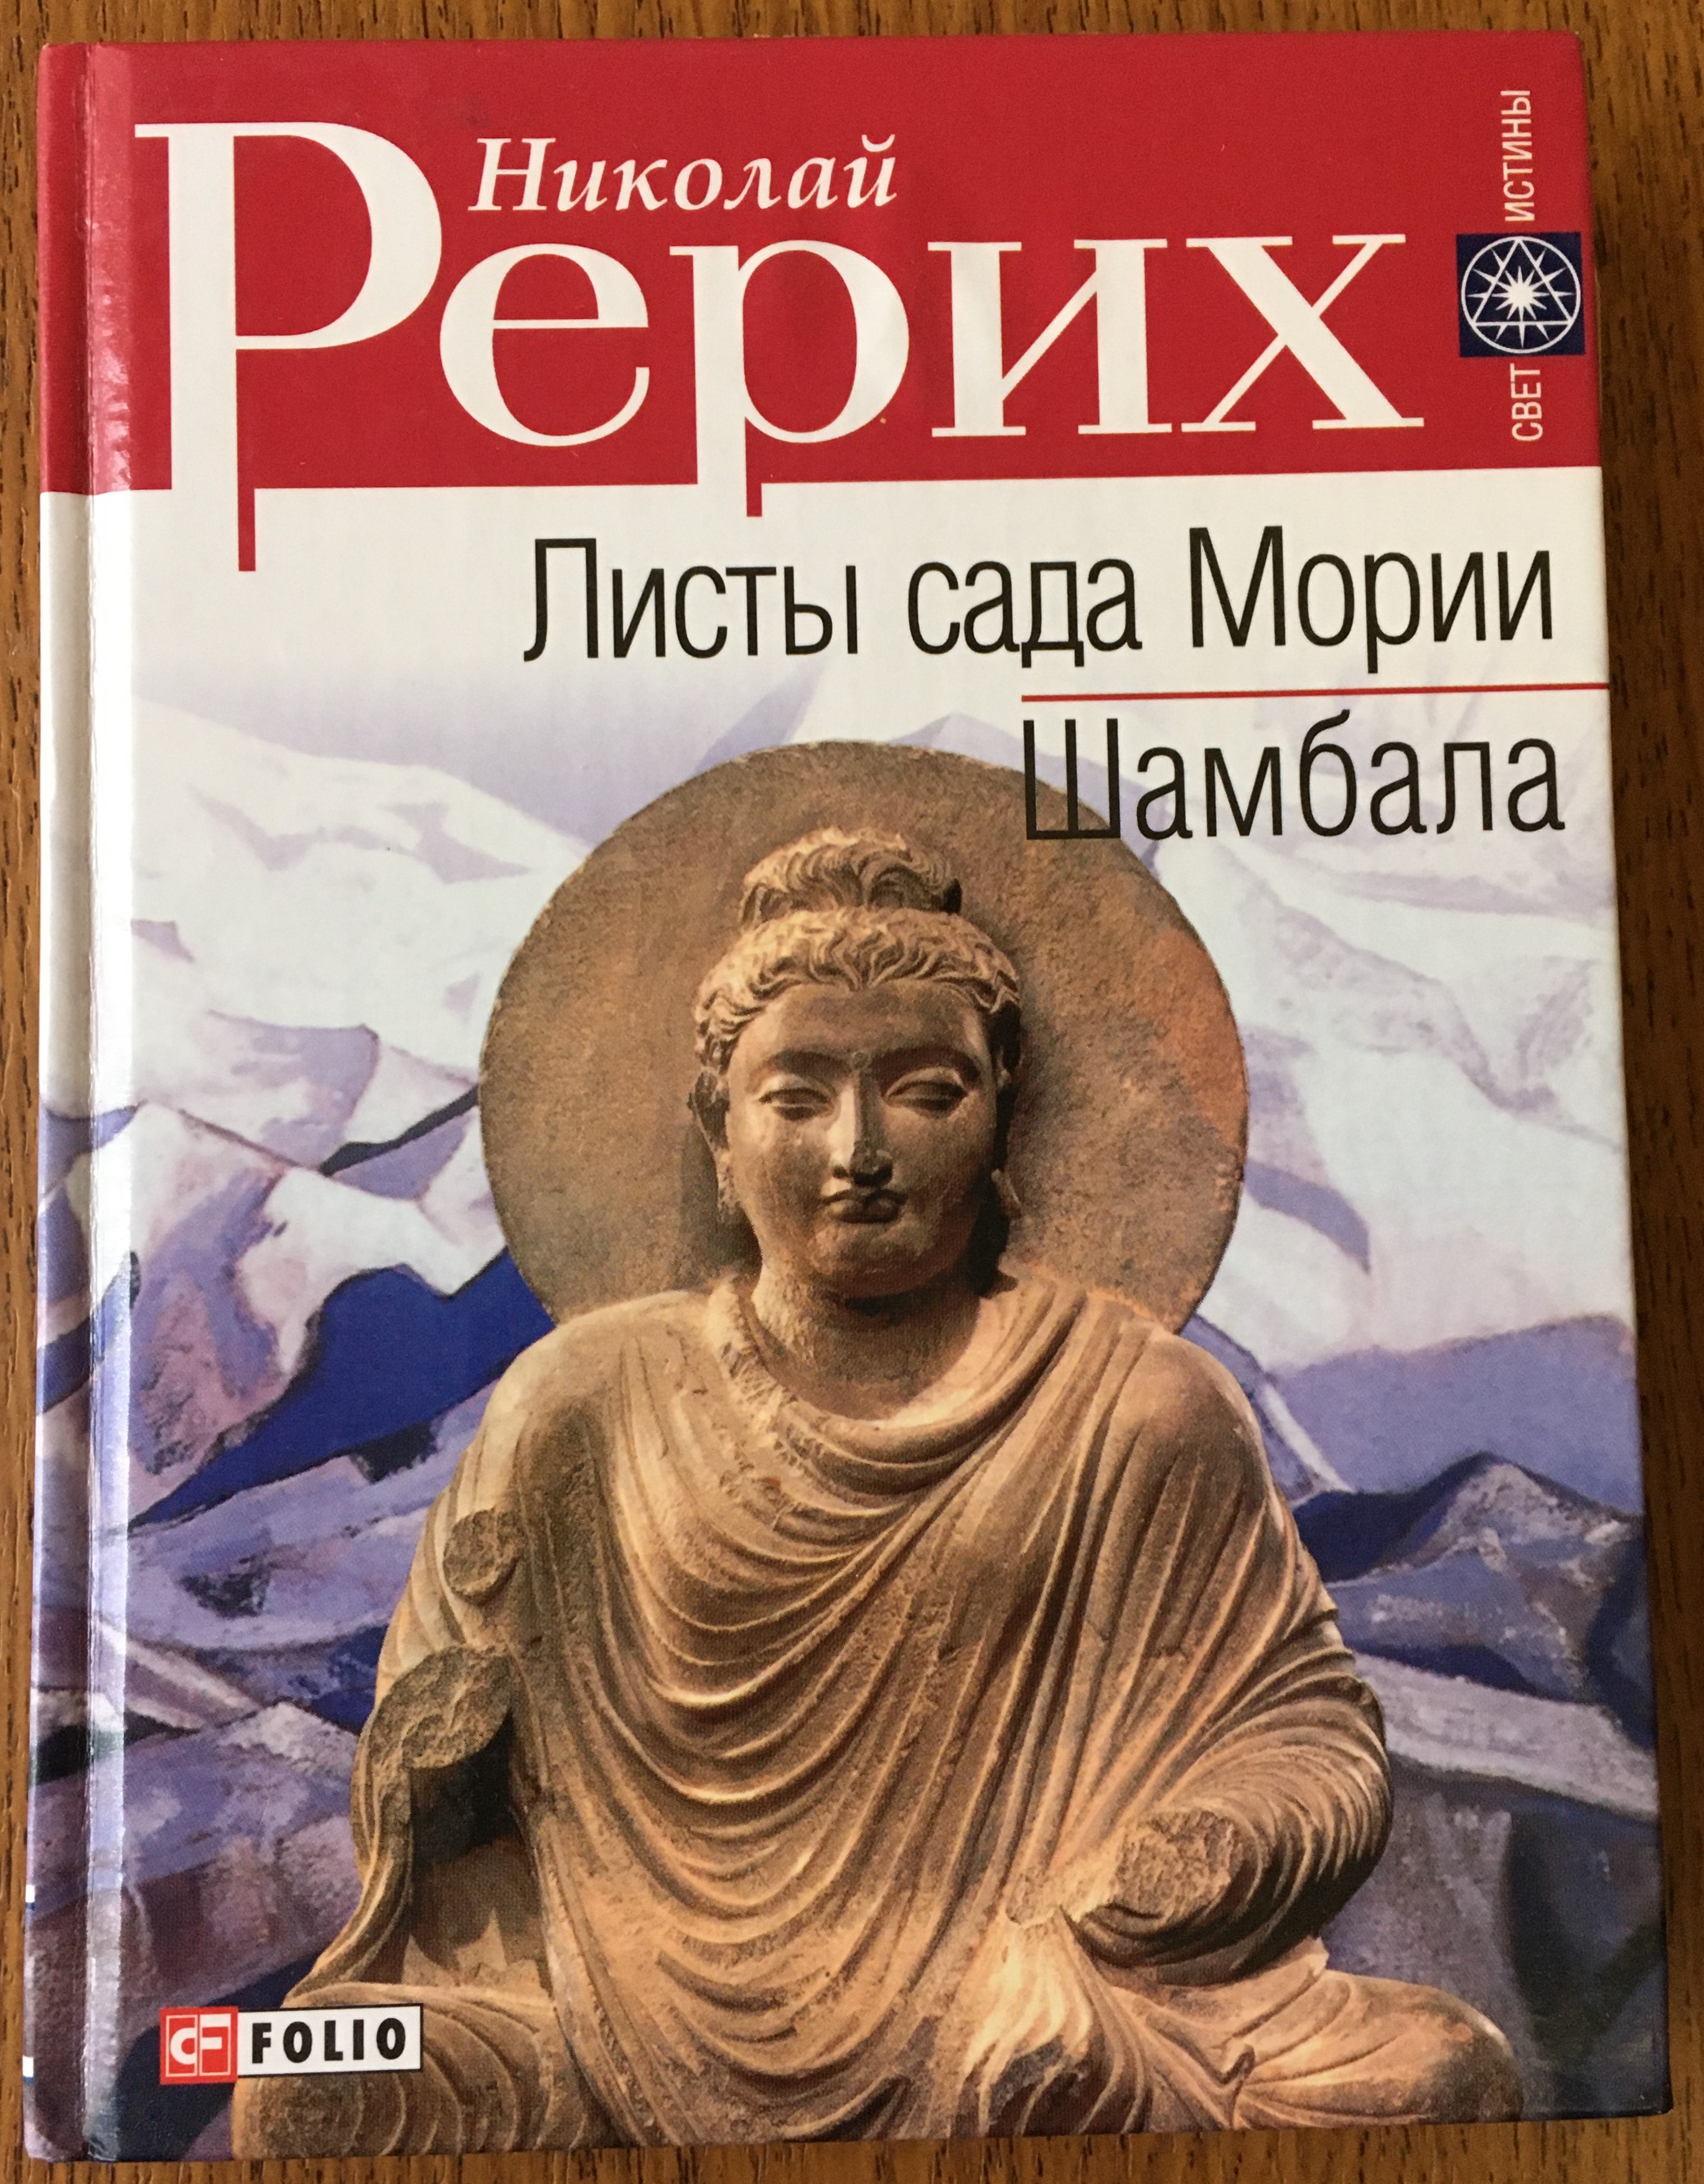 Николай
Рерих
СВЕТ ИСТИНЫ
Листы сада Мории
Шамбала
CF FOLIO